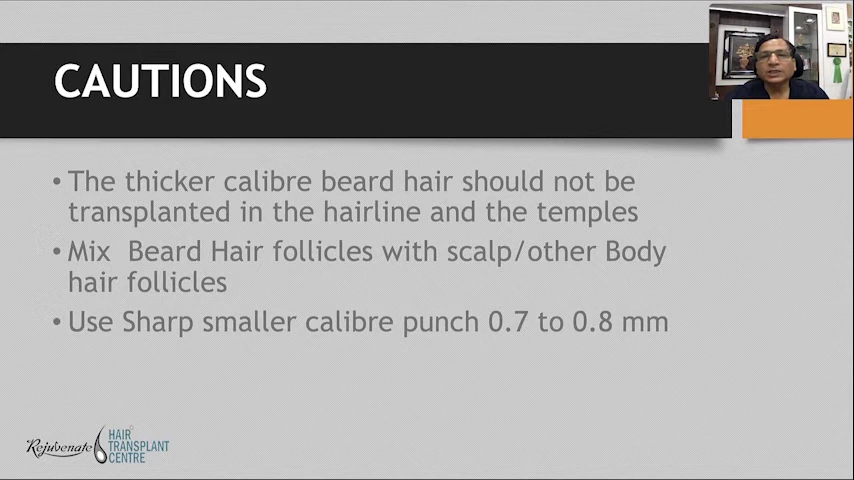 CAUTIONS
• The thicker calibre beard hair should not be
transplanted in the hairline and the temples
• Mix Beard Hair follicles with scalp/other Body
hair follicles
• Use Sharp smaller calibre punch 0.7 to 0.8 mm
Rejuvenate
HAIR
TRANSPLANT
CENTRE